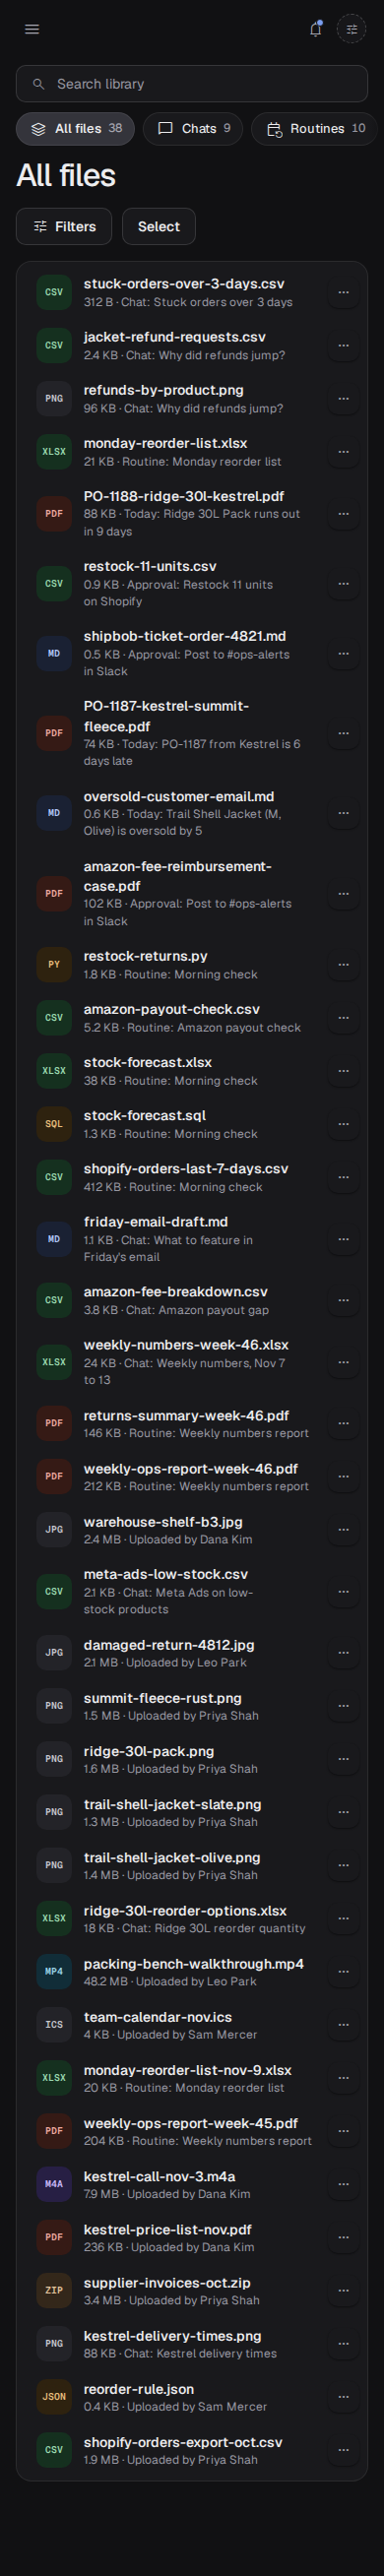 Search library
All files 38 Chats 9 Routines 10
All files
Filters Select
CSV stuck-orders-over-3-days.csv
312 B · Chat: Stuck orders over 3 days
CSV jacket-refund-requests.csv
2.4 KB · Chat: Why did refunds jump?
PNG refunds-by-product.png
96 KB · Chat: Why did refunds jump?
XLSX monday-reorder-list.xlsx
21 KB · Routine: Monday reorder list
PDF PO-1188-ridge-30l-kestrel.pdf
88 KB · Today: Ridge 30L Pack runs out
in 9 days
CSV restock-11-units.csv
0.9 KB · Approval: Restock 11 units
on Shopify
MD shipbob-ticket-order-4821.md
0.5 KB · Approval: Post to #ops-alerts
in Slack
PDF PO-1187-kestrel-summit-
fleece.pdf
74 KB · Today: PO-1187 from Kestrel is 6
days late
MD oversold-customer-email.md
0.6 KB · Today: Trail Shell Jacket (M,
Olive) is oversold by 5
PDF amazon-fee-reimbursement-
case.pdf
102 KB · Approval: Post to #ops-alerts
in Slack
PY restock-returns.py
1.8 KB · Routine: Morning check
CSV amazon-payout-check.csv
5.2 KB · Routine: Amazon payout check
XLSX stock-forecast.xlsx
38 KB · Routine: Morning check
SQL stock-forecast.sql
1.3 KB · Routine: Morning check
CSV shopify-orders-last-7-days.csv
412 KB · Routine: Morning check
MD friday-email-draft.md
1.1 KB · Chat: What to feature in
Friday's email
CSV amazon-fee-breakdown.csv
3.8 KB · Chat: Amazon payout gap
XLSX weekly-numbers-week-46.xlsx
24 KB · Chat: Weekly numbers, Nov 7
to 13
PDF returns-summary-week-46.pdf
146 KB · Routine: Weekly numbers report
PDF weekly-ops-report-week-46.pdf
212 KB · Routine: Weekly numbers report
JPG warehouse-shelf-b3.jpg
2.4 MB · Uploaded by Dana Kim
CSV meta-ads-low-stock.csv
2.1 KB · Chat: Meta Ads on low-
stock products
JPG damaged-return-4812.jpg
2.1 MB · Uploaded by Leo Park
PNG summit-fleece-rust.png
1.5 MB · Uploaded by Priya Shah
PNG ridge-30l-pack.png
1.6 MB · Uploaded by Priya Shah
PNG trail-shell-jacket-slate.png
1.3 MB · Uploaded by Priya Shah
PNG trail-shell-jacket-olive.png
1.4 MB · Uploaded by Priya Shah
XLSX ridge-30l-reorder-options.xlsx
18 KB · Chat: Ridge 30L reorder quantity
MP4 packing-bench-walkthrough.mp4
48.2 MB · Uploaded by Leo Park
ICS team-calendar-nov.ics
4 KB · Uploaded by Sam Mercer
XLSX monday-reorder-list-nov-9.xlsx
20 KB · Routine: Monday reorder list
PDF weekly-ops-report-week-45.pdf
204 KB · Routine: Weekly numbers report
M4A kestrel-call-nov-3.m4a
7.9 MB · Uploaded by Dana Kim
PDF kestrel-price-list-nov.pdf
236 KB · Uploaded by Dana Kim
ZIP supplier-invoices-oct.zip
3.4 MB · Uploaded by Priya Shah
PNG kestrel-delivery-times.png
88 KB · Chat: Kestrel delivery times
JSON reorder-rule.json
0.4 KB · Uploaded by Sam Mercer
CSV shopify-orders-export-oct.csv
1.9 MB · Uploaded by Priya Shah